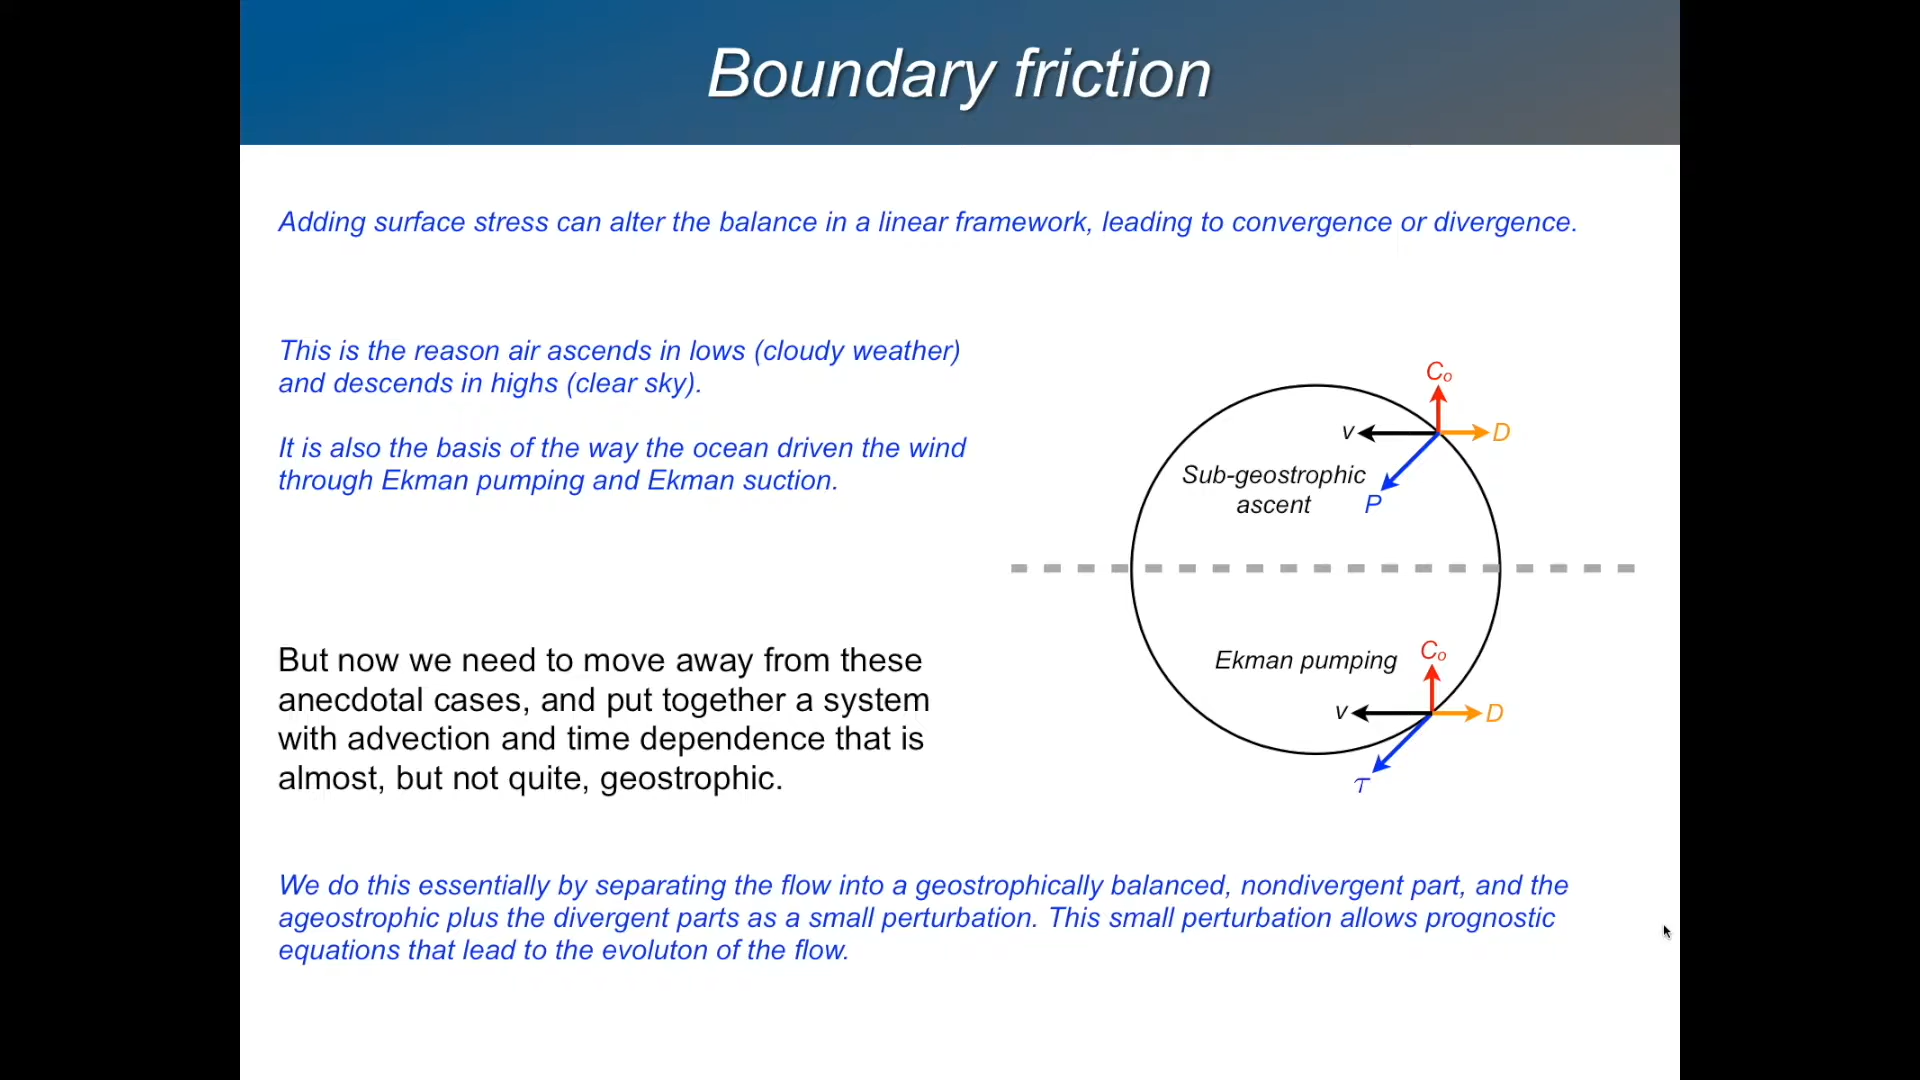 Boundary friction
Adding surface stress can alter the balance in a linear framework, leading to convergence or divergence.
This is the reason air ascends in lows (cloudy weather)
and descends in highs (clear sky).
It is also the basis of the way the ocean driven the wind
through Ekman pumping and Ekman suction.
Co
v
D
Sub-geostrophic
ascent
P
Ekman pumping
Co
v
D
τ
But now we need to move away from these
anecdotal cases, and put together a system
with advection and time dependence that is
almost, but not quite, geostrophic.
We do this essentially by separating the flow into a geostrophically balanced, nondivergent part, and the
ageostrophic plus the divergent parts as a small perturbation. This small perturbation allows prognostic
equations that lead to the evoluton of the flow.